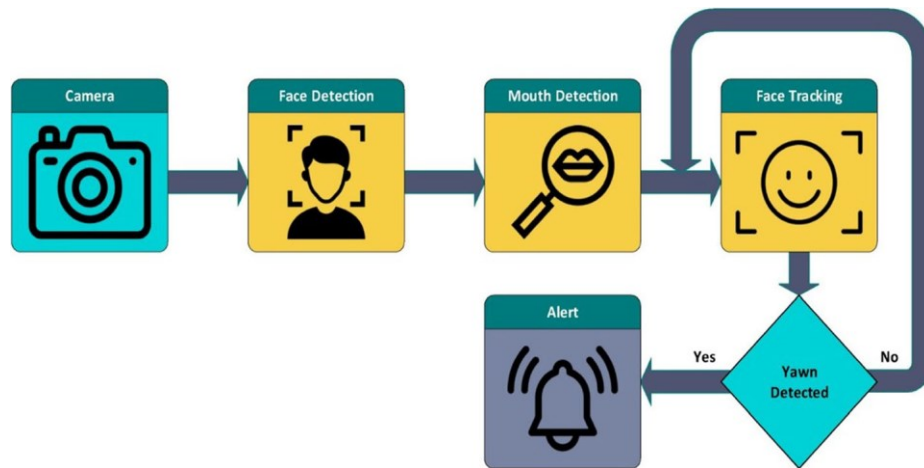 Camera
Face Detection
Mouth Detection
Face Tracking
Alert
Yes
Yawn
Detected
No